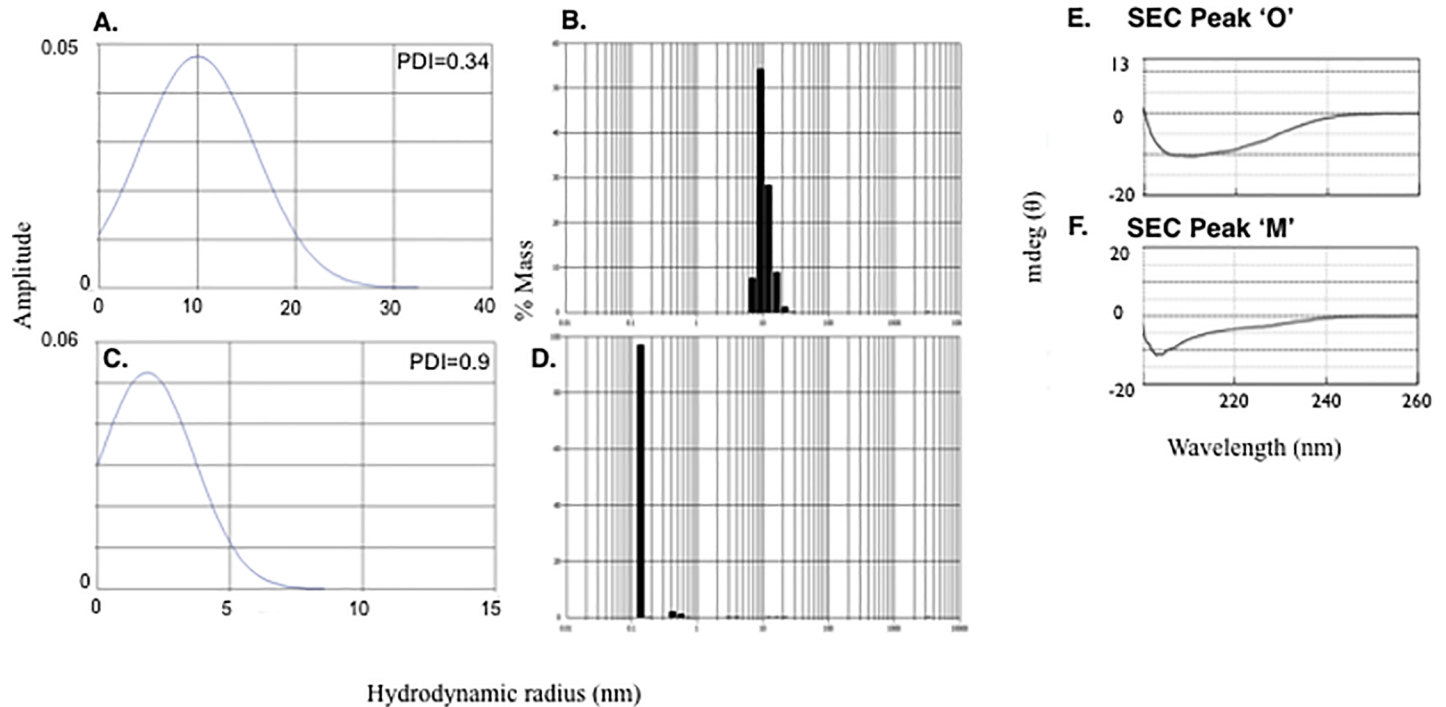 A.
0.05
PDI=0.34
0
0 10 20 30 40
B.
C.
0.06
PDI=0.9
0
0 5 10 15
D.
Amplitude
% Mass
Hydrodynamic radius (nm)
E. SEC Peak ‘O’
13
0
-20
F. SEC Peak ‘M’
20
0
-20
220 240 260
mdeg (θ)
Wavelength (nm)